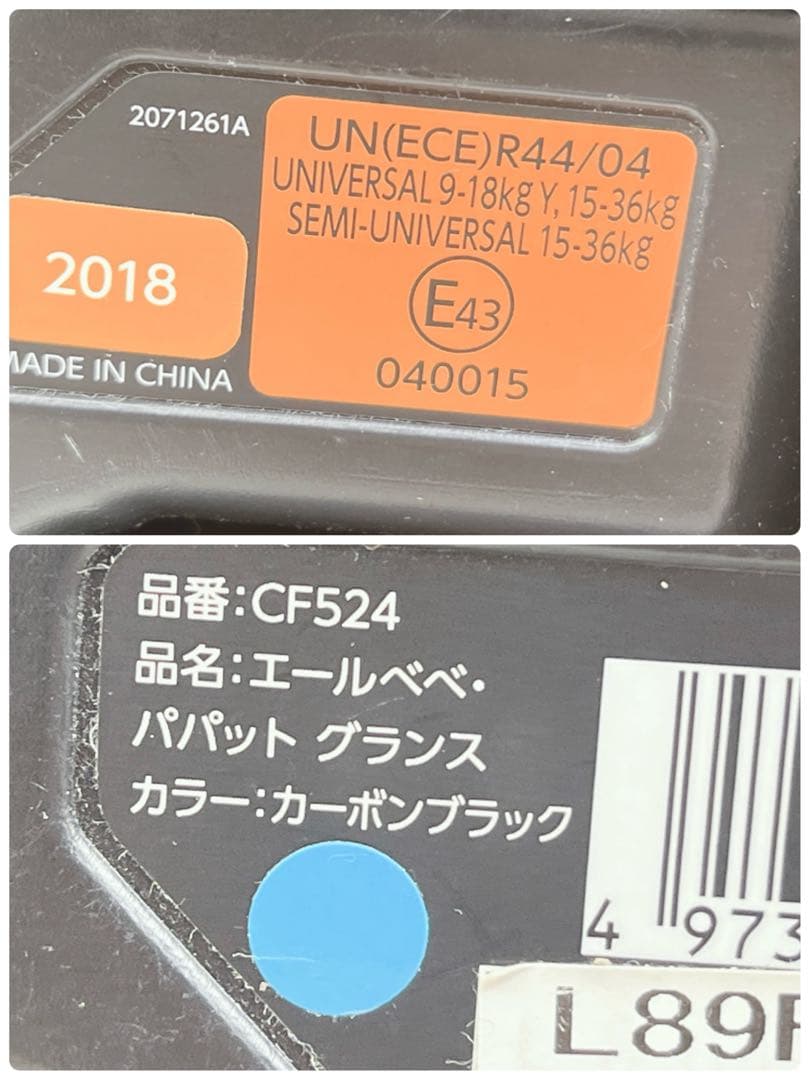 2071261A
UN(ECE)R44/04
UNIVERSAL 9-18kg Y, 15-36kg
SEMI-UNIVERSAL 15-36kg
2018
E43
MADE IN CHINA
040015
品番:CF524
品名:エールベベ・
パパット グランス
カラー:カーボンブラック
4 973
L89